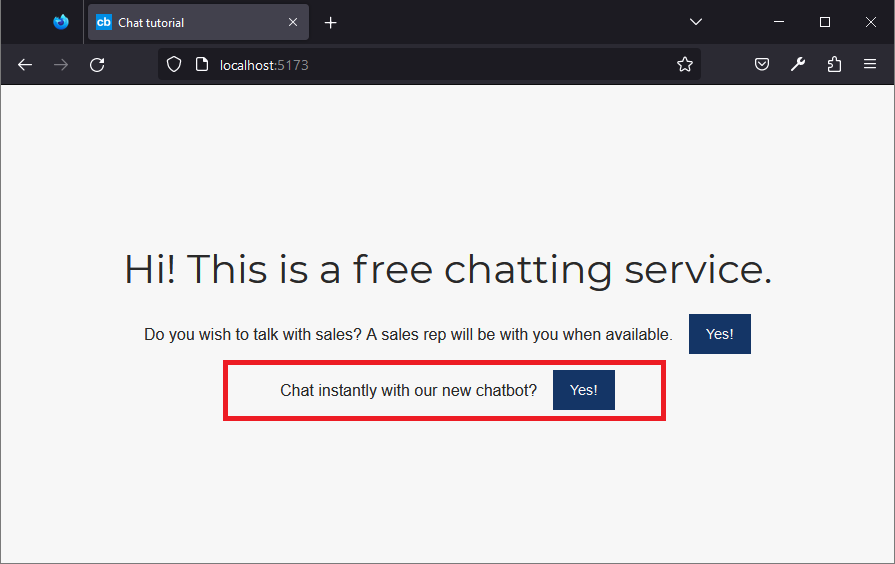 cb Chat tutorial
localhost:5173
Hi! This is a free chatting service.
Do you wish to talk with sales? A sales rep will be with you when available. Yes!
Chat instantly with our new chatbot? Yes!